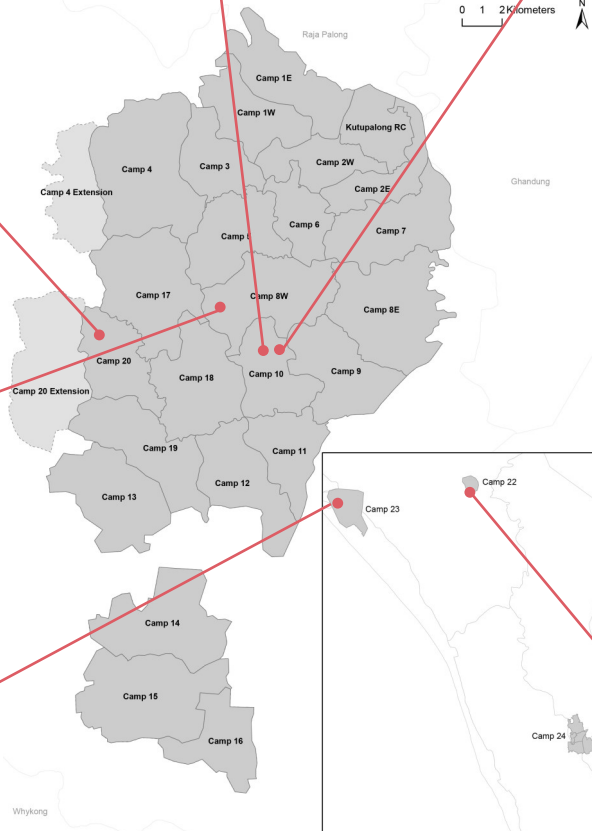 0 1 2 Kilometers
N
Raja Palong
Camp 1E
Camp 1W
Kutupalong RC
Camp 4
Camp 3
Camp 2W
Ghandung
Camp 4 Extension
Camp 2E
Camp 6
Camp 7
Camp
Camp 17
Camp 8W
Camp 8E
Camp 20
Camp 10
Camp 9
Camp 18
Camp 20 Extension
Camp 19
Camp 11
Camp 12
Camp 13
Camp 22
Camp 23
Camp 14
Camp 15
Camp 16
Camp 24
Whykong